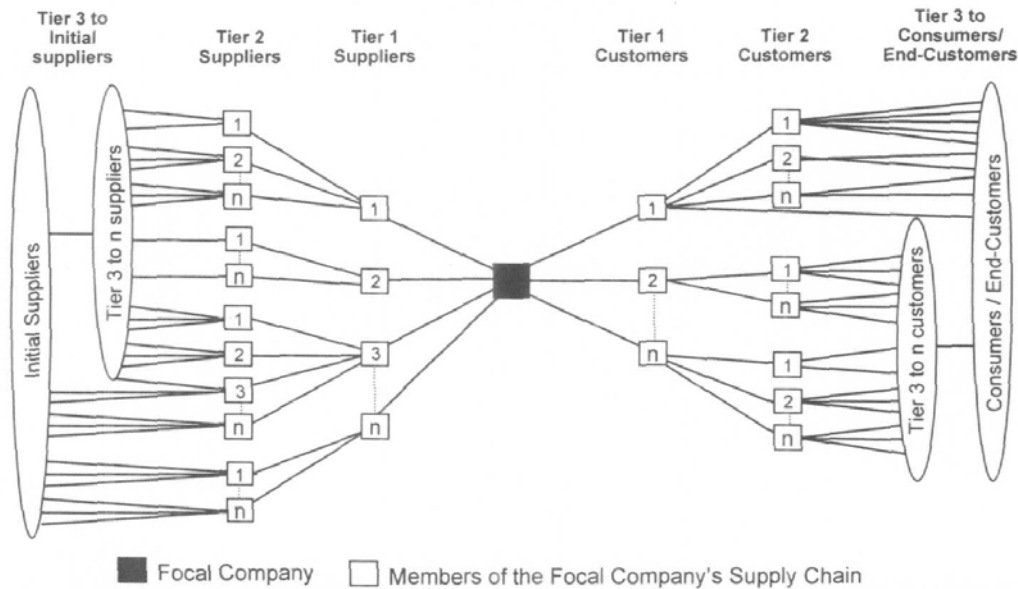 Tier 3 to
Initial
suppliers
Tier 2
Suppliers
Tier 1
Suppliers
Tier 1
Customers
Tier 2
Customers
Tier 3 to
Consumers/
End-Customers
Initial Suppliers
Tier 3 to n suppliers
1
2
n
1
n
1
2
3
n
1
n
1
2
3
n
1
2
n
1
2
n
1
n
1
2
n
Tier 3 to n customers
Consumers / End-Customers
Focal Company
Members of the Focal Company's Supply Chain